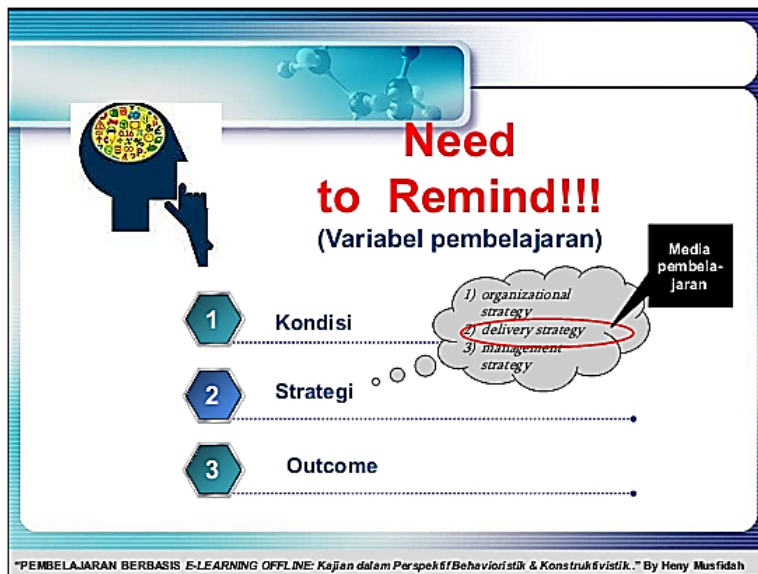 Need
to Remind!!!
(Variabel pembelajaran)
Media
pembela-
jaran
1) organizational
strategy
2) delivery strategy
3) management
strategy
1
Kondisi
2
Strategi
3
Outcome
"PEMBELAJARAN BERBASIS E-LEARNING OFFLINE: Kajian dalam Perspektif Behavioristik & Konstruktivistik.." By Heny Musfidah